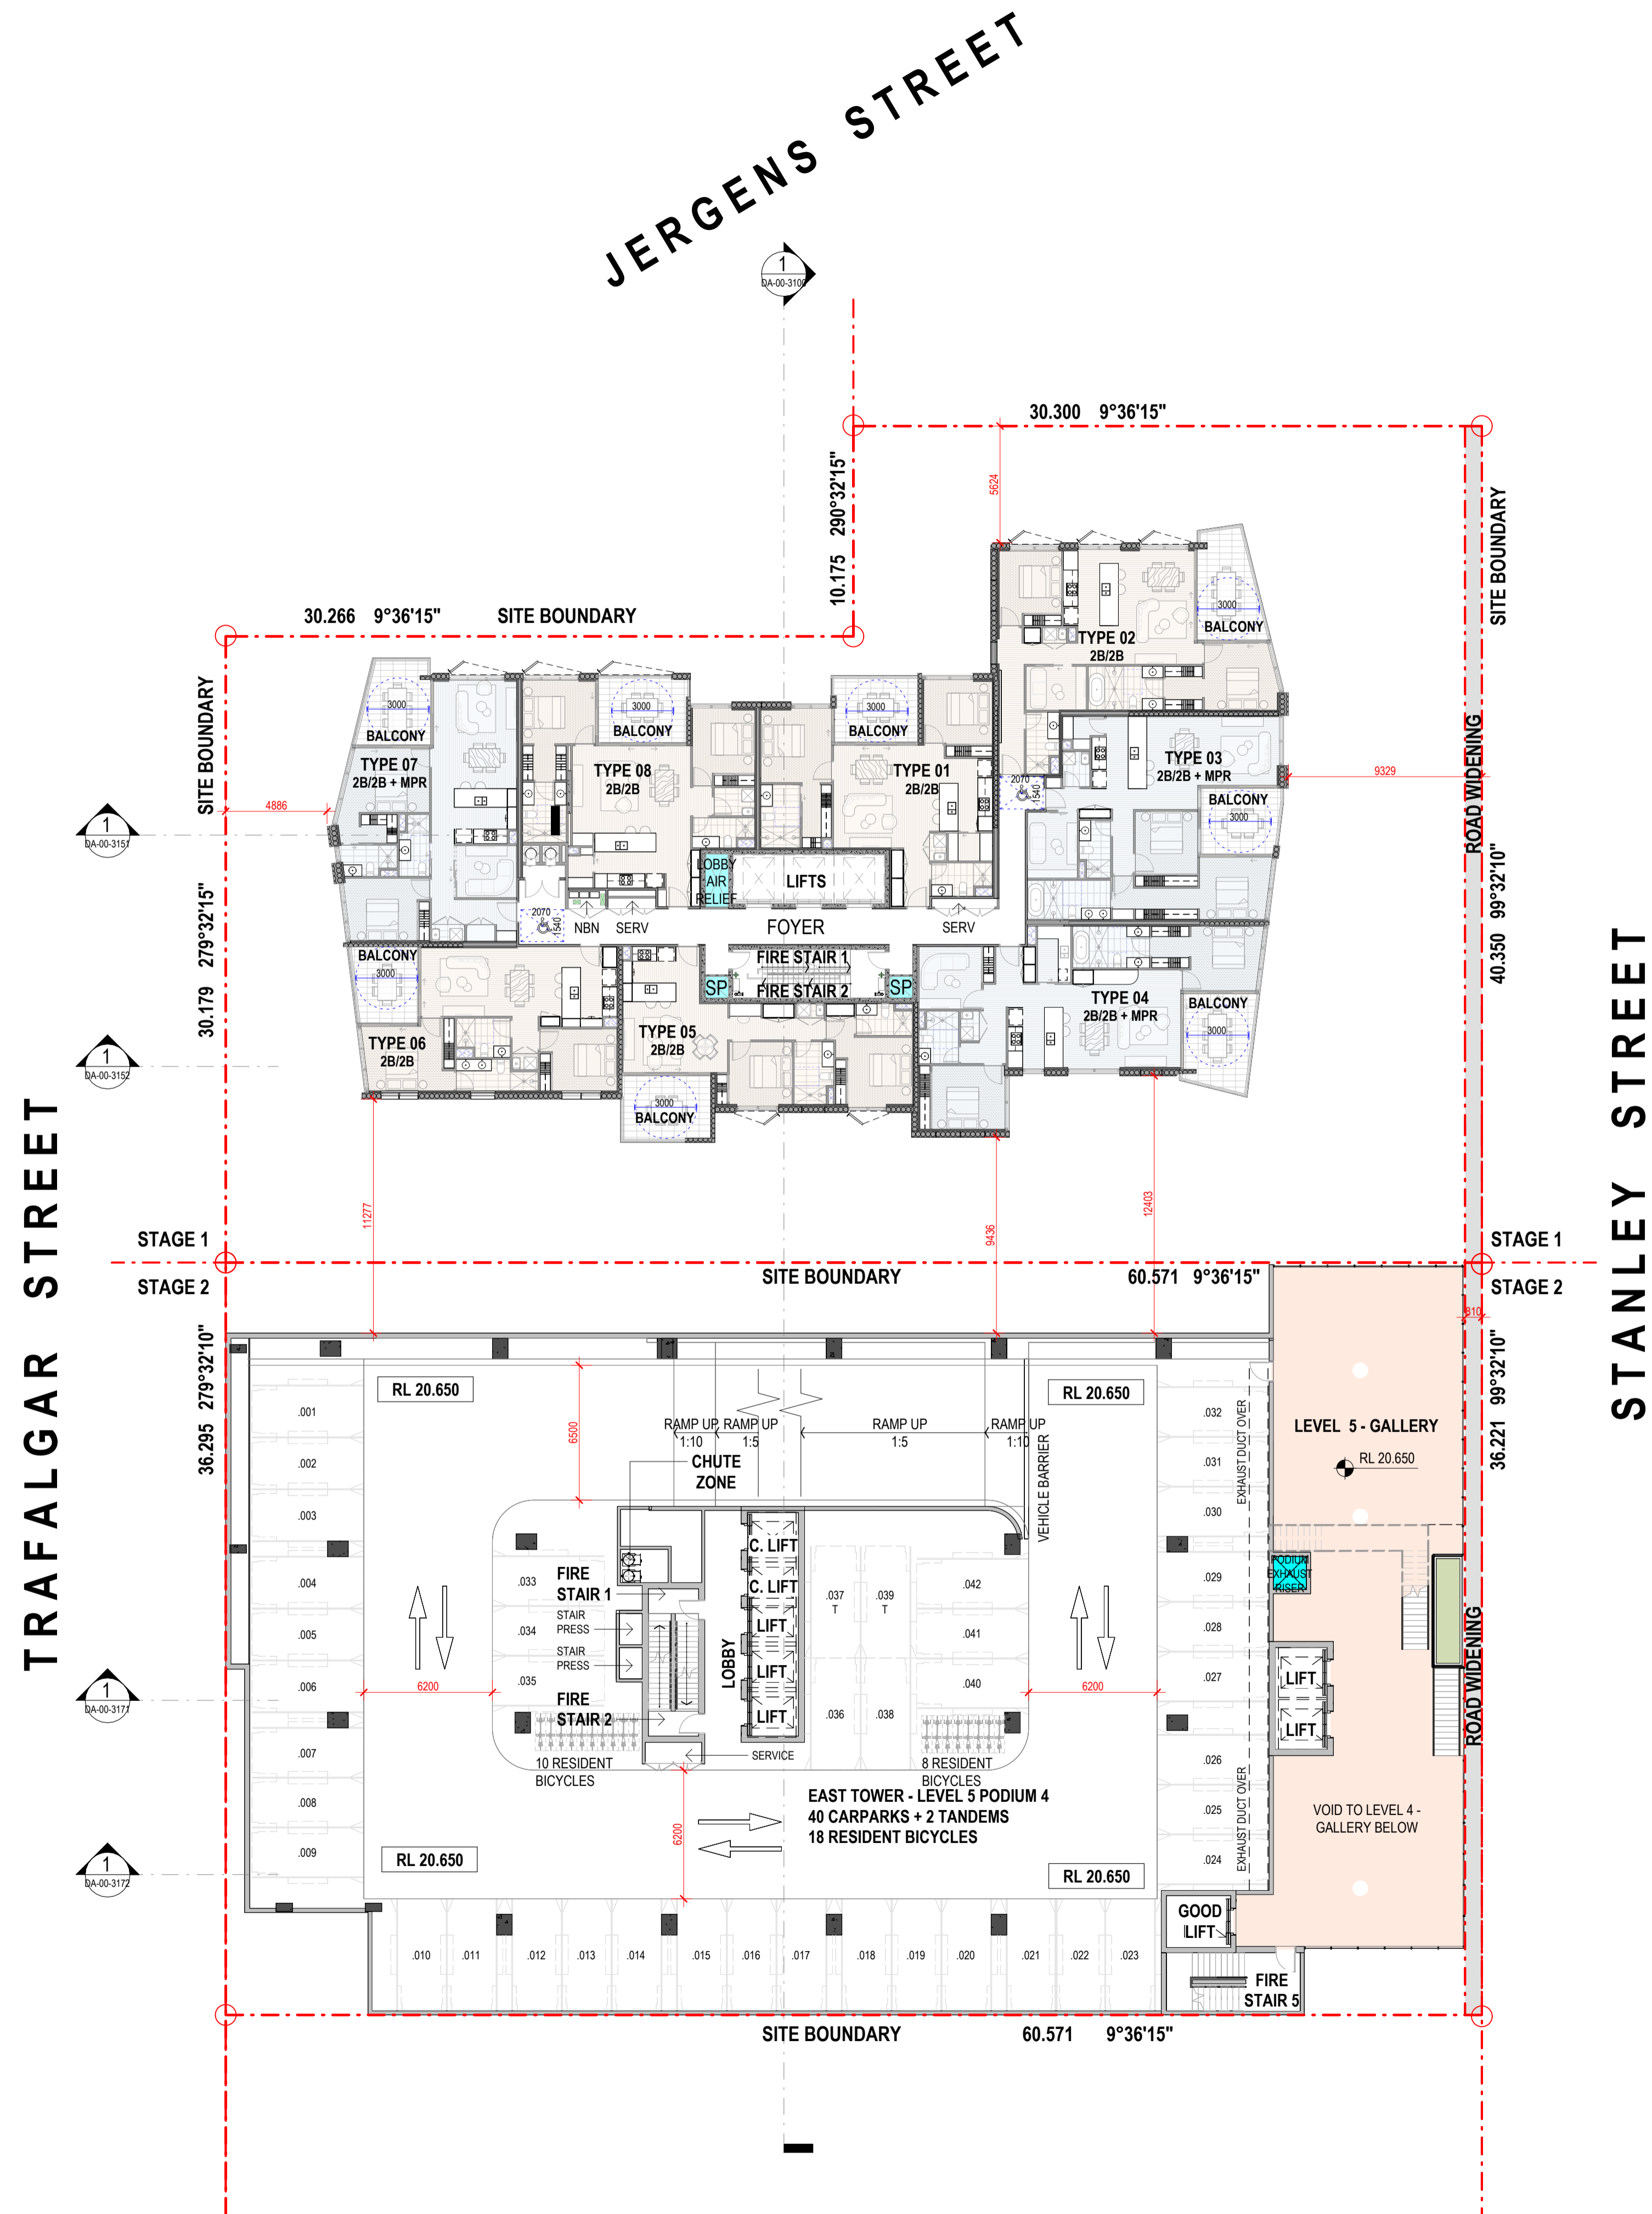 JERGENS STREET
1
DA-00-3100
30.300 9°36'15"
10.175 290°32'15"
5624
SITE BOUNDARY
30.266 9°36'15" SITE BOUNDARY
3000
BALCONY
TYPE 02
2B/2B
SITE BOUNDARY
3000
BALCONY
3000
BALCONY
3000
BALCONY
TYPE 07
2B/2B + MPR
TYPE 08
2B/2B
TYPE 01
2B/2B
TYPE 03
2B/2B + MPR
ROAD WIDENING
9329
4886
2070
1540
BALCONY
3000
1
DA-00-3151
LOBBY
AIR
RELIEF
LIFTS
30.179 279°32'15"
40.350 99°32'10"
2070
1540
NBN
SERV
FOYER
SERV
BALCONY
3000
FIRE STAIR 1
FIRE STAIR 2
SP
SP
TYPE 06
2B/2B
TYPE 05
2B/2B
TYPE 04
2B/2B + MPR
BALCONY
3000
1
DA-00-3152
3000
BALCONY
TRAFALGAR STREET
STANLEY STREET
11277
9436
12403
STAGE 1
STAGE 1
SITE BOUNDARY 60.571 9°36'15"
STAGE 2
STAGE 2
810
36.295 279°32'10"
36.221 99°32'10"
RL 20.650
RL 20.650
.001
.002
.003
.004
.005
.006
.007
.008
.009
6500
RAMP UP
1:10
RAMP UP
1:5
RAMP UP
1:5
RAMP UP
1:10
CHUTE
ZONE
VEHICLE BARRIER
EXHAUST DUCT OVER
.032
.031
.030
.029
.028
.027
.026
.025
.024
LEVEL 5 - GALLERY
RL 20.650
PODIUM
EXHAUST
RISER
FIRE
STAIR 1
STAIR
PRESS
STAIR
PRESS
FIRE
STAIR 2
.033
.034
.035
C. LIFT
C. LIFT
LIFT
LIFT
LIFT
LOBBY
.037
T
.039
T
.036
.038
.042
.041
.040
6200
6200
LIFT
LIFT
ROAD WIDENING
1
DA-00-3171
SERVICE
10 RESIDENT
BICYCLES
8 RESIDENT
BICYCLES
EAST TOWER - LEVEL 5 PODIUM 4
40 CARPARKS + 2 TANDEMS
18 RESIDENT BICYCLES
6200
EXHAUST DUCT OVER
VOID TO LEVEL 4 -
GALLERY BELOW
1
DA-00-3172
RL 20.650
RL 20.650
GOOD
LIFT
.010
.011
.012
.013
.014
.015
.016
.017
.018
.019
.020
.021
.022
.023
FIRE
STAIR 5
SITE BOUNDARY 60.571 9°36'15"